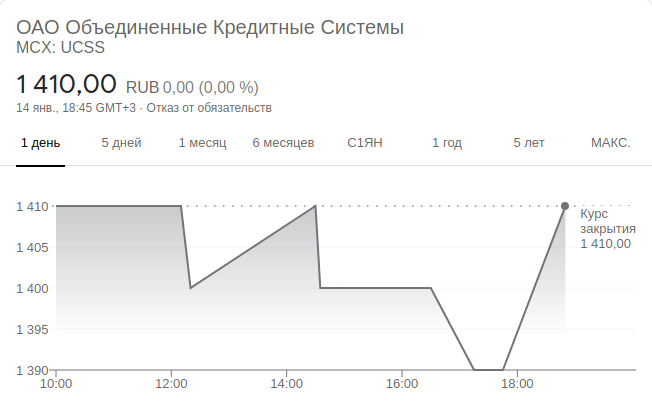 ОАО Объединенные Кредитные Системы
MCX: UCSS
1 410,00 RUB 0,00 (0,00 %)
14 янв., 18:45 GMT+3 · Отказ от обязательств
1 день 5 дней 1 месяц 6 месяцев С1ЯН 1 год 5 лет МАКС.
1 410
Курс
закрытия
1 410,00
1 405
1 400
1 395
1 390
10:00 12:00 14:00 16:00 18:00